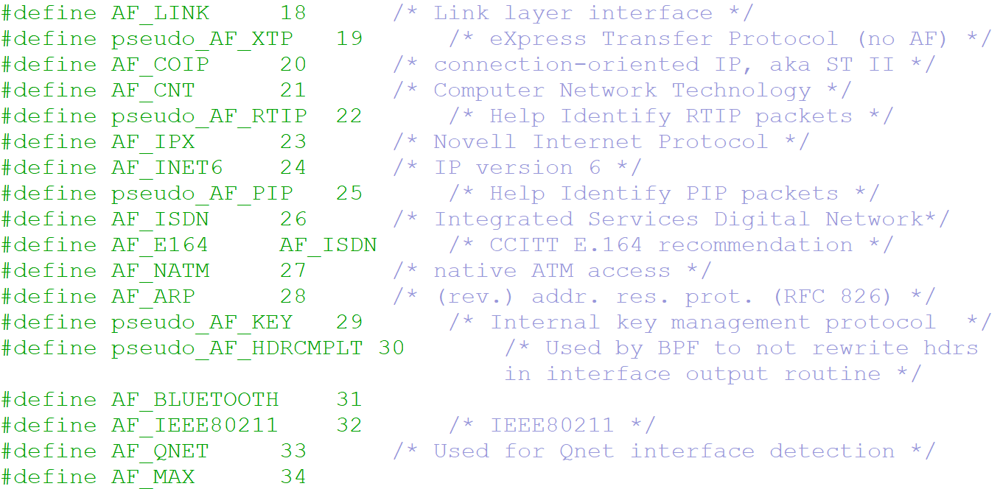 #define AF_LINK     18      /* Link layer interface */
#define pseudo_AF_XTP   19      /* eXpress Transfer Protocol (no AF) */
#define AF_COIP     20      /* connection-oriented IP, aka ST II */
#define AF_CNT      21      /* Computer Network Technology */
#define pseudo_AF_RTIP  22      /* Help Identify RTIP packets */
#define AF_IPX      23      /* Novell Internet Protocol */
#define AF_INET6    24      /* IP version 6 */
#define pseudo_AF_PIP   25      /* Help Identify PIP packets */
#define AF_ISDN     26      /* Integrated Services Digital Network*/
#define AF_E164     AF_ISDN     /* CCITT E.164 recommendation */
#define AF_NATM     27      /* native ATM access */
#define AF_ARP      28      /* (rev.) addr. res. prot. (RFC 826) */
#define pseudo_AF_KEY   29      /* Internal key management protocol  */
#define pseudo_AF_HDRCMPLT 30       /* Used by BPF to not rewrite hdrs
                                    in interface output routine */
#define AF_BLUETOOTH    31
#define AF_IEEE80211    32      /* IEEE80211 */
#define AF_QNET     33      /* Used for Qnet interface detection */
#define AF_MAX      34